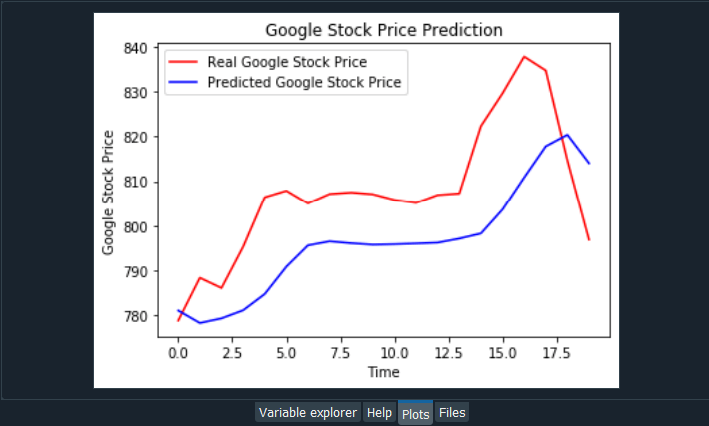 Google Stock Price Prediction
Real Google Stock Price
Predicted Google Stock Price
Google Stock Price
840
830
820
810
800
790
780
0.0 2.5 5.0 7.5 10.0 12.5 15.0 17.5
Time
Variable explorer Help Plots Files